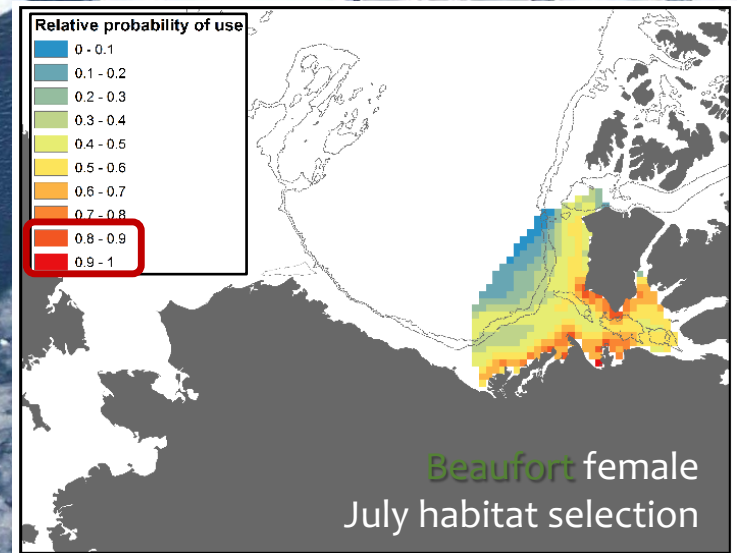 Relative probability of use
0 - 0.1
0.1 - 0.2
0.2 - 0.3
0.3 - 0.4
0.4 - 0.5
0.5 - 0.6
0.6 - 0.7
0.7 - 0.8
0.8 - 0.9
0.9 - 1
Beaufort female
July habitat selection